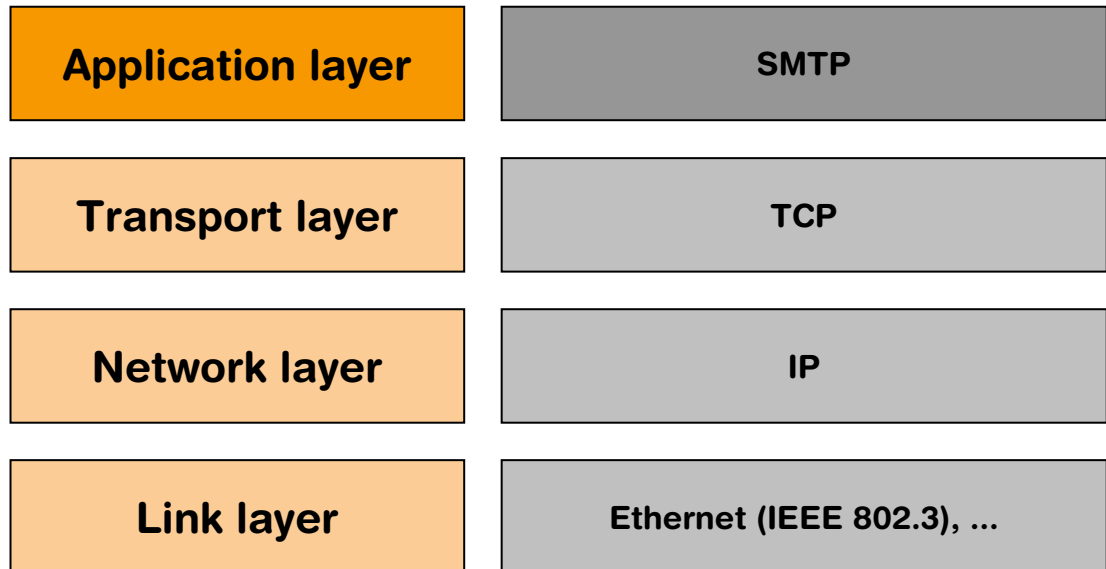 Application layer
SMTP
Transport layer
TCP
Network layer
IP
Link layer
Ethernet (IEEE 802.3), ...